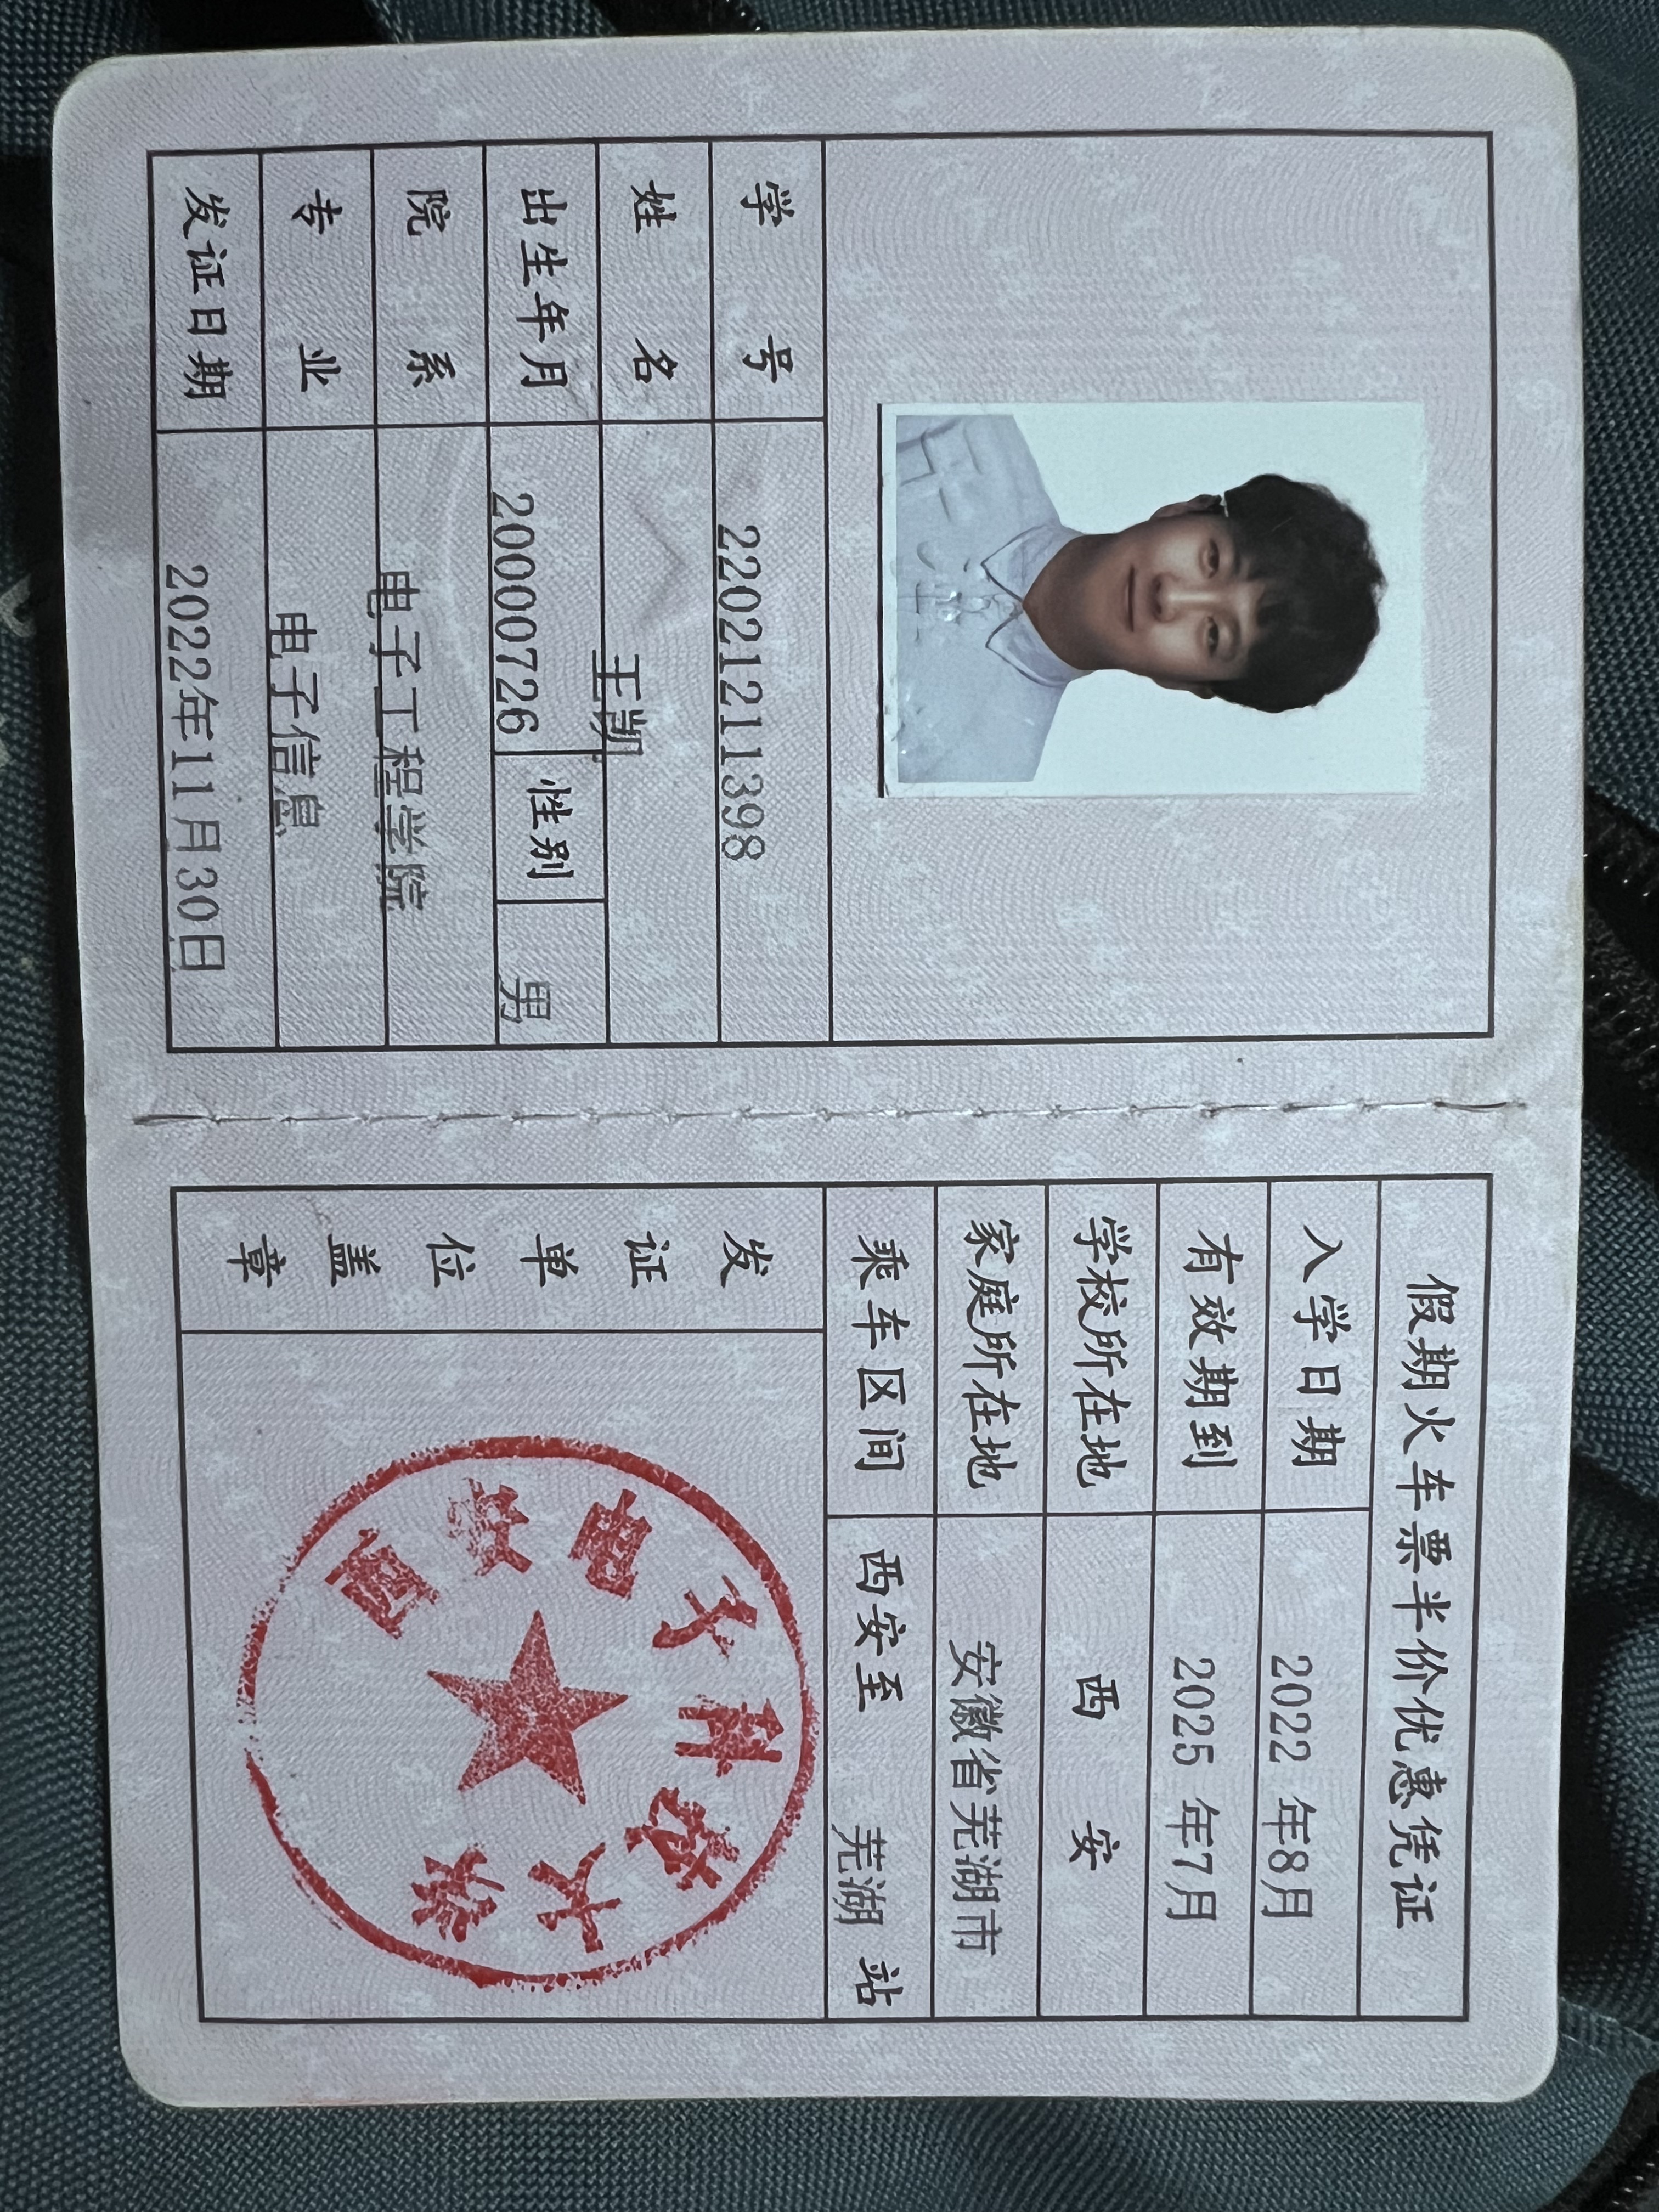 学号 22021211398
姓名 王凯
出生年月 20000726 性别 男
院系 电子工程学院
专业 电子信息
发证日期 2022年11月30日
假期火车票半价优惠凭证
入学日期 2022 年8月
有效期到 2025 年7月
学校所在地 西安
家庭所在地 安徽省芜湖市
乘车区间 西安至 芜湖 站
发证单位盖章
西安电子科技大学